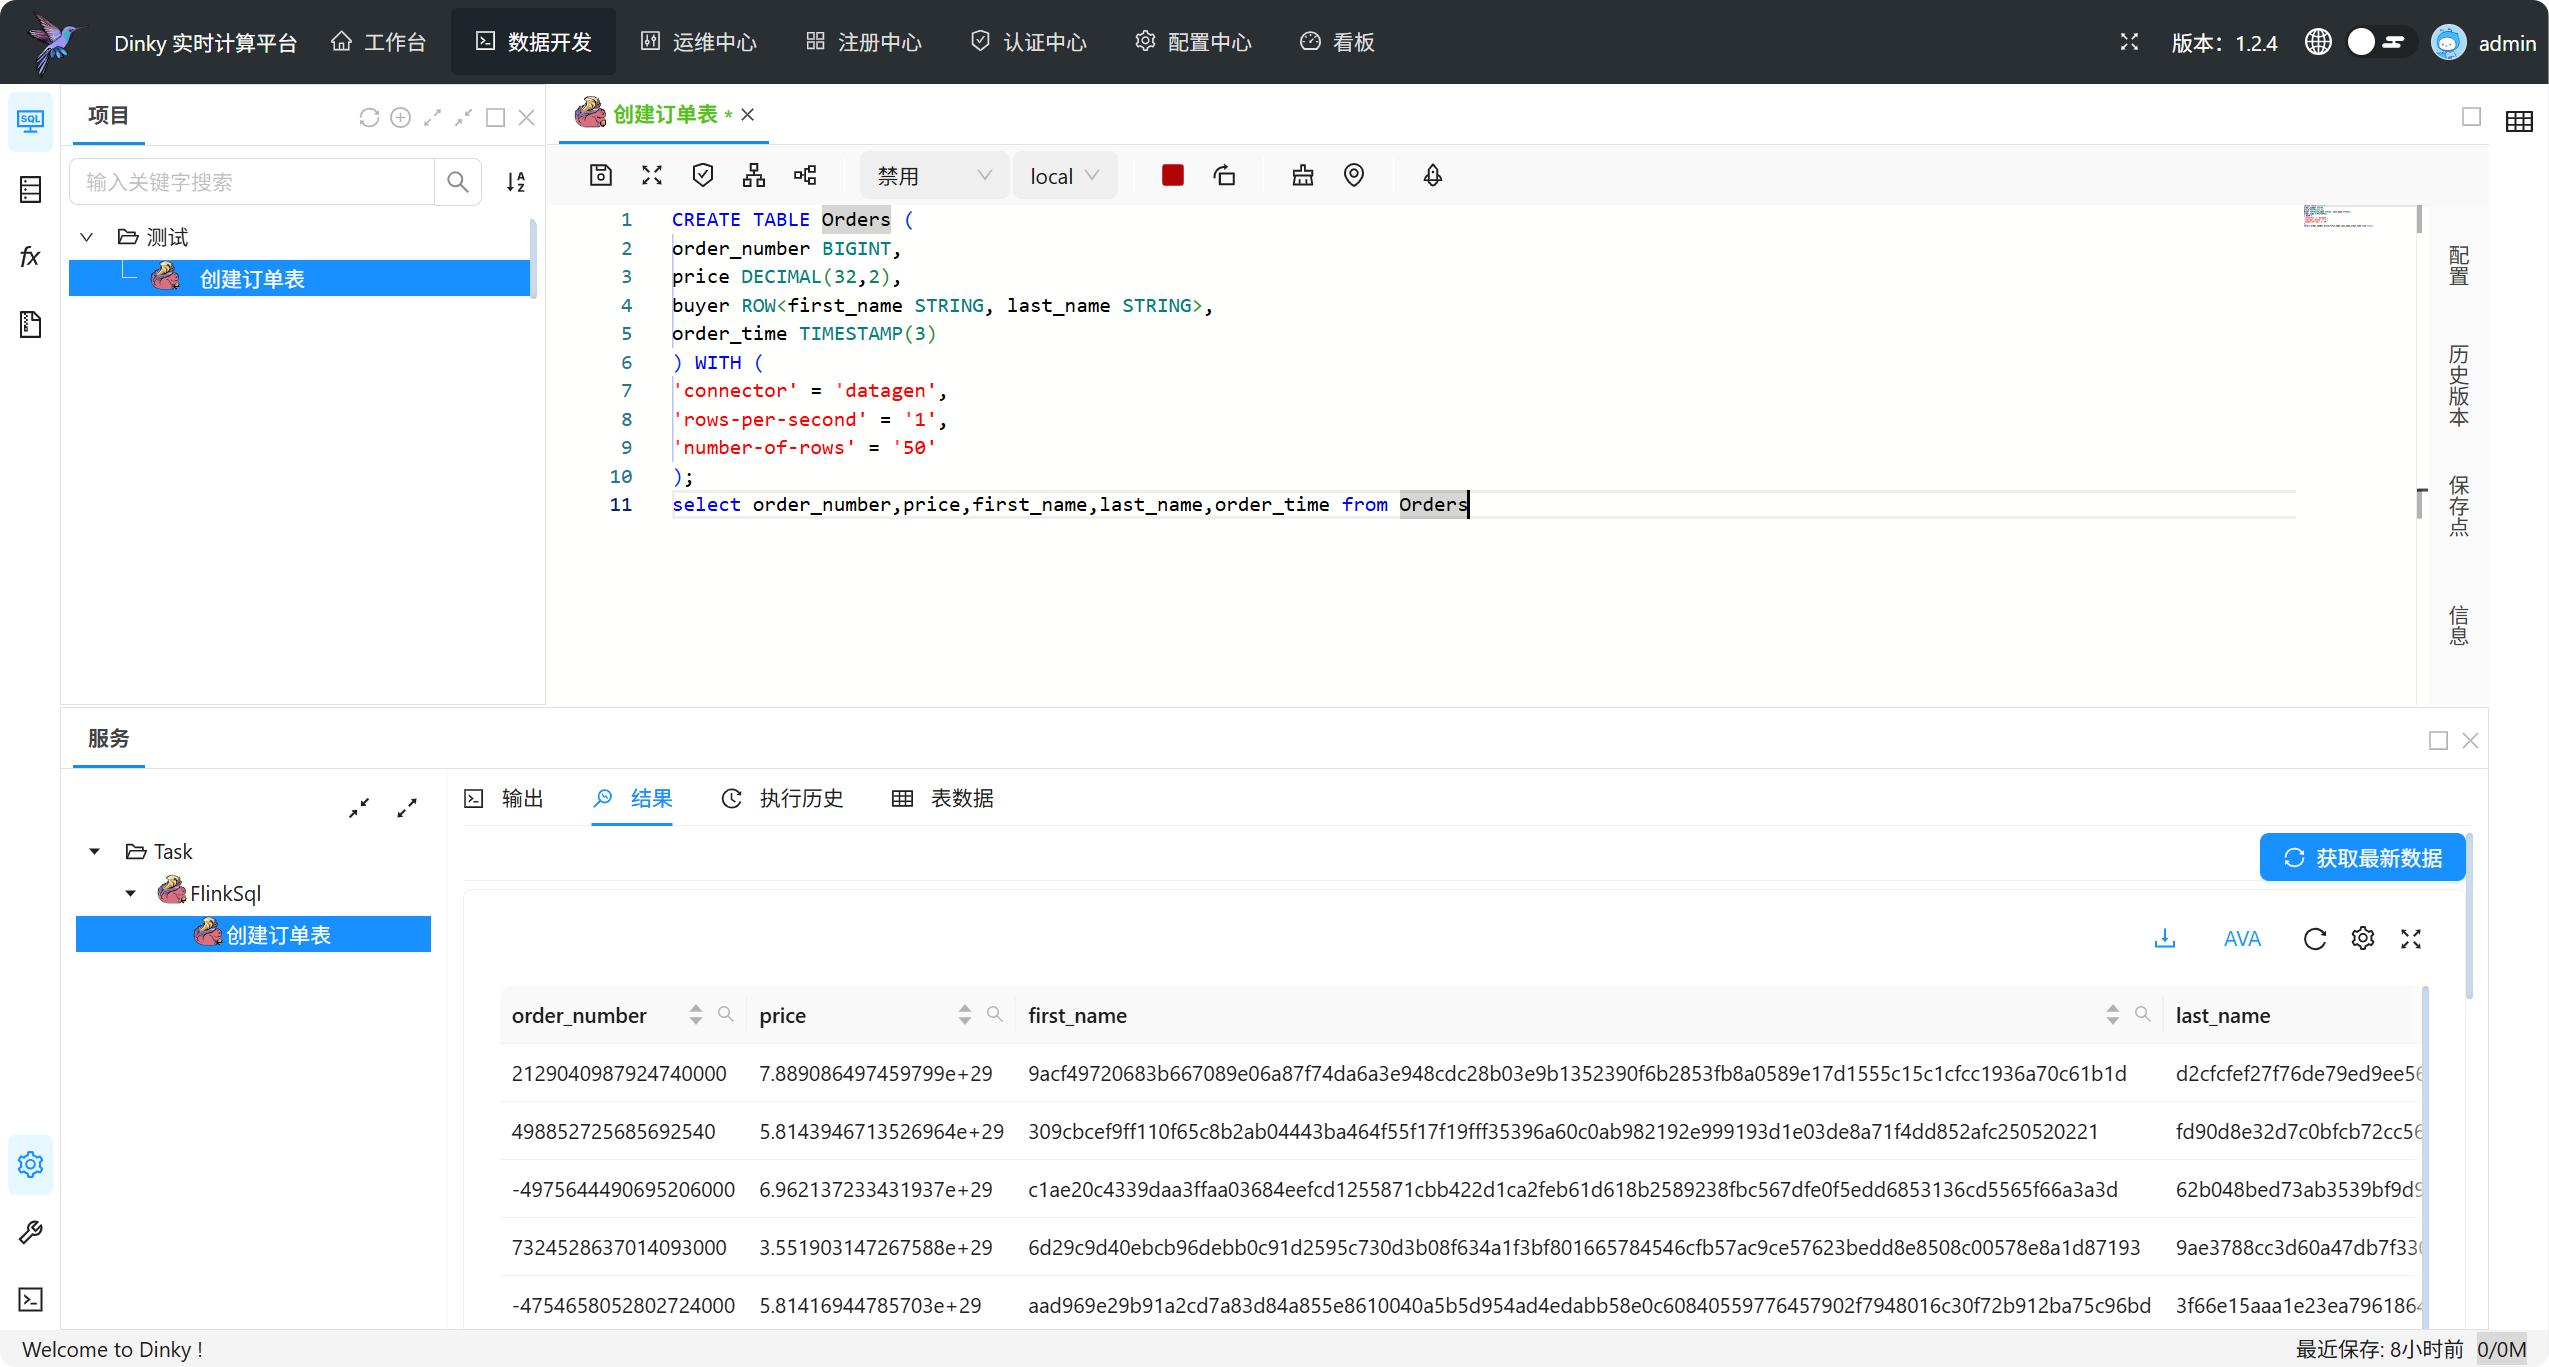 Dinky 实时计算平台 工作台 数据开发 运维中心 注册中心 认证中心 配置中心 看板 版本：1.2.4 admin
项目
创建订单表 *
输入关键字搜索
禁用 local
测试
创建订单表
1 CREATE TABLE Orders (
2 order_number BIGINT,
3 price DECIMAL(32,2),
4 buyer ROW<first_name STRING, last_name STRING>,
5 order_time TIMESTAMP(3)
6 ) WITH (
7 'connector' = 'datagen',
8 'rows-per-second' = '1',
9 'number-of-rows' = '50'
10 );
11 select order_number,price,first_name,last_name,order_time from Orders
配置
历史版本
保存点
信息
服务
输出 结果 执行历史 表数据
Task
FlinkSql
创建订单表
获取最新数据
AVA
order_number price first_name last_name
2129040987924740000 7.889086497459799e+29 9acf49720683b667089e06a87f74da6a3e948cdc28b03e9b1352390f6b2853fb8a0589e17d1555c15c1cfcc1936a70c61b1d d2cfcfef27f76de79ed9ee56
498852725685692540 5.8143946713526964e+29 309cbcef9ff110f65c8b2ab04443ba464f55f17f19fff35396a60c0ab982192e999193d1e03de8a71f4dd852afc250520221 fd90d8e32d7c0bfcb72cc56
-4975644490695206000 6.962137233431937e+29 c1ae20c4339daa3ffaa03684eefcd1255871cbb422d1ca2feb61d618b2589238fbc567dfe0f5edd6853136cd5565f66a3a3d 62b048bed73ab3539bf9d9
7324528637014093000 3.551903147267588e+29 6d29c9d40ebcb96debb0c91d2595c730d3b08f634a1f3bf801665784546cfb57ac9ce57623bedd8e8508c00578e8a1d87193 9ae3788cc3d60a47db7f330
-4754658052802724000 5.81416944785703e+29 aad969e29b91a2cd7a83d84a855e8610040a5b5d954ad4edabb58e0c60840559776457902f7948016c30f72b912ba75c96bd 3f66e15aaa1e23ea7961864
Welcome to Dinky ! 最近保存: 8小时前 0/0M